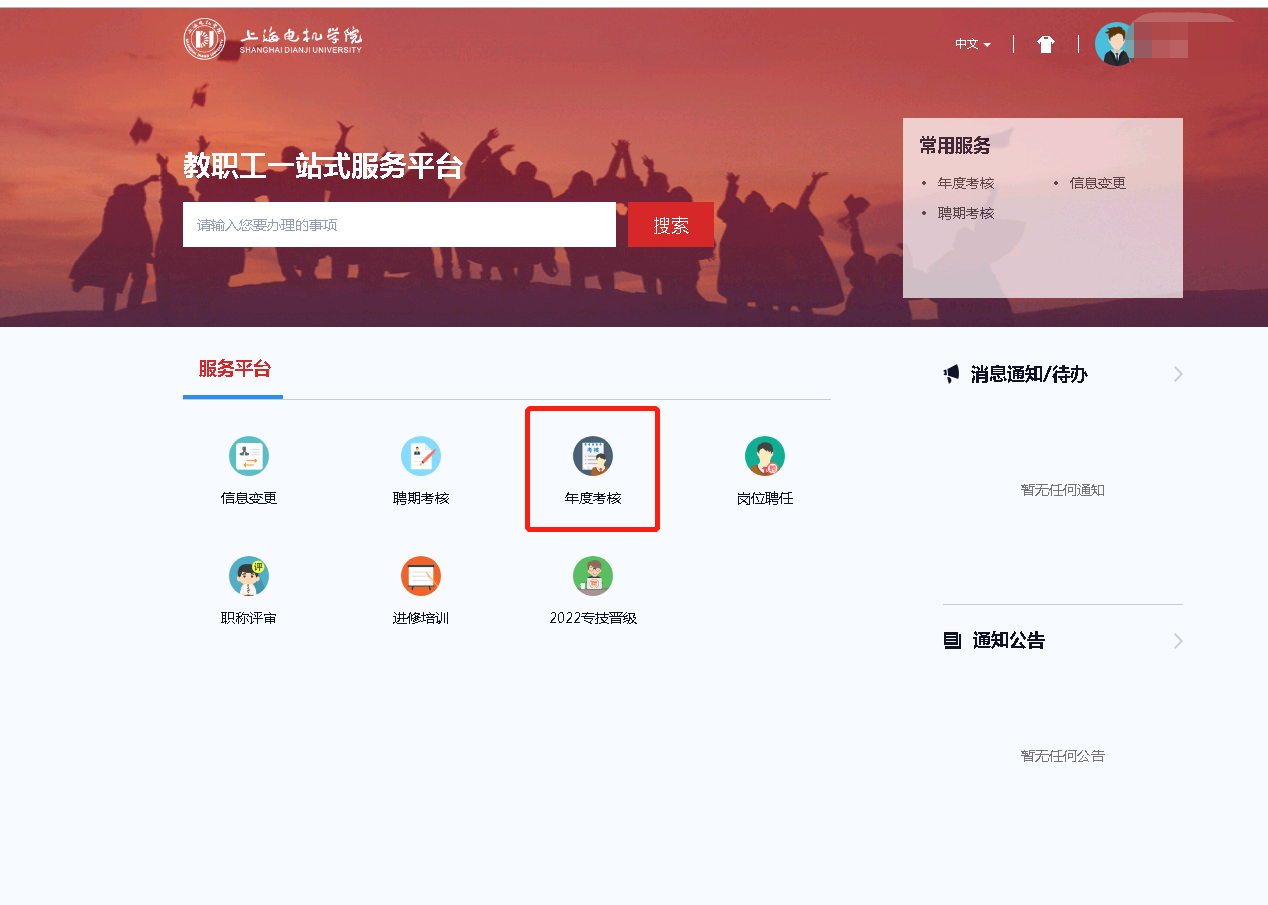 上海电机学院
SHANGHAI DIANJI UNIVERSITY
中文
教职工一站式服务平台
请输入您要办理的事项
搜索
常用服务
• 年度考核
• 信息变更
• 聘期考核
服务平台
信息变更
聘期考核
考核
年度考核
岗位聘任
评
职称评审
进修培训
2022专技晋级
消息通知/待办
暂无任何通知
通知公告
暂无任何公告